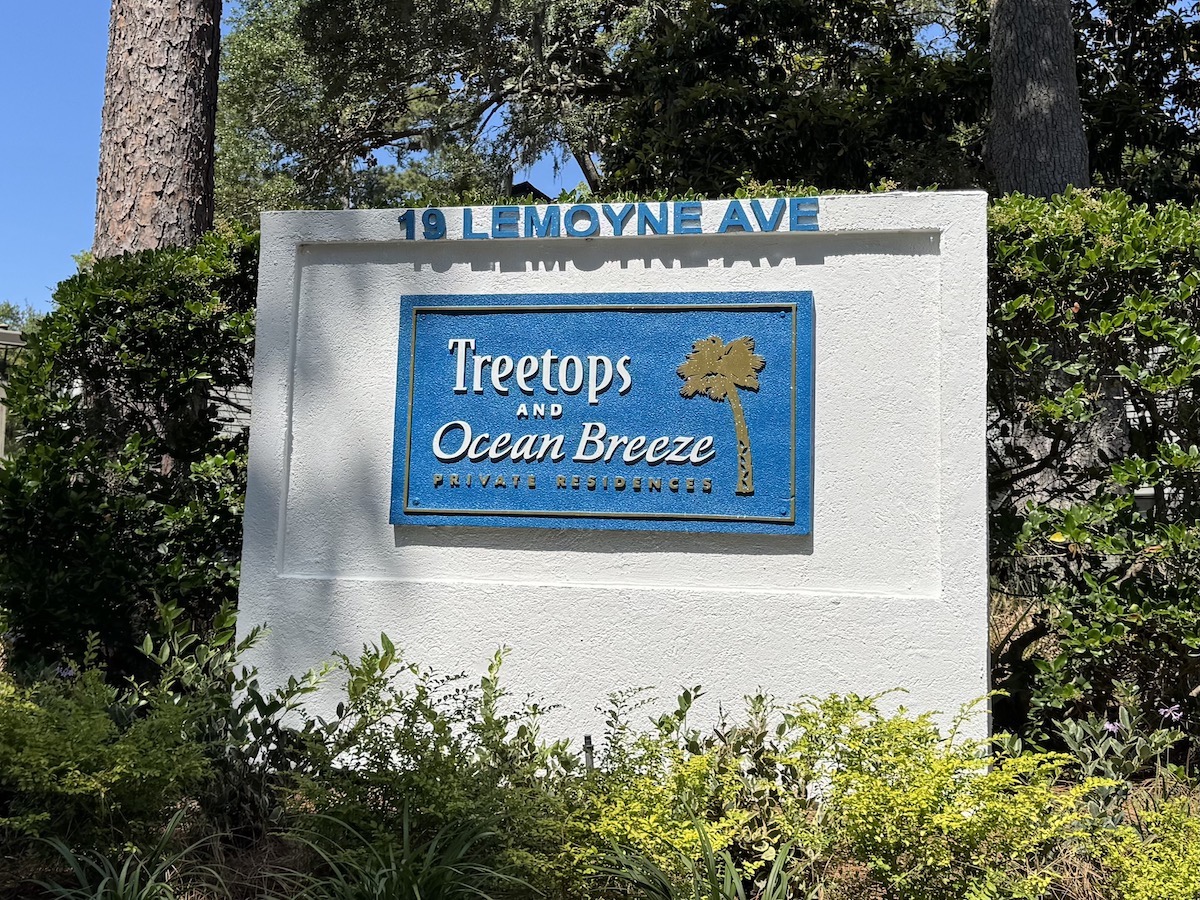 19 LEMOYNE AVE
Treetops
AND
Ocean Breeze
PRIVATE RESIDENCES